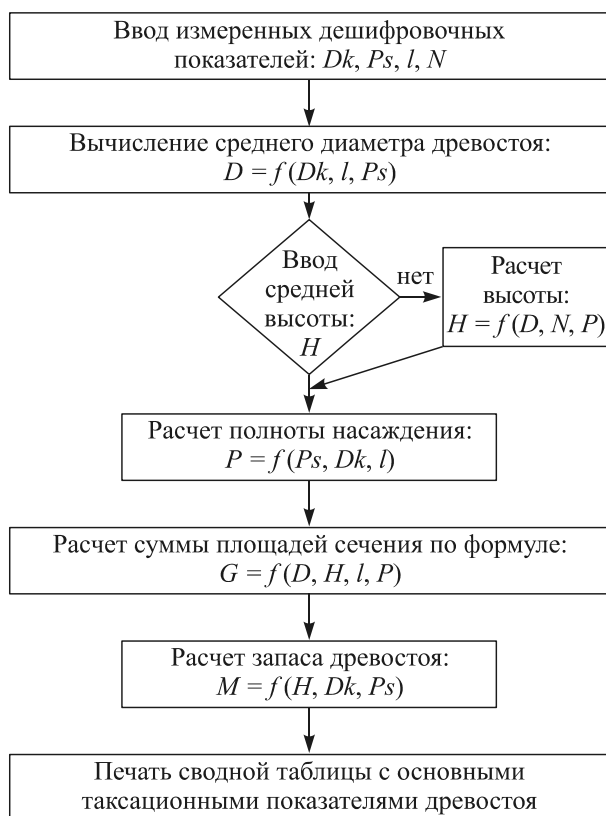 Ввод измеренных дешифровочных
показателей: Dk, Ps, l, N
Вычисление среднего диаметра древостоя:
D = f (Dk, l, Ps)
Ввод
средней
высоты:
H
нет
Расчет
высоты:
H = f (D, N, P)
Расчет полноты насаждения:
P = f (Ps, Dk, l)
Расчет суммы площадей сечения по формуле:
G = f (D, H, l, P)
Расчет запаса древостоя:
M = f (H, Dk, Ps)
Печать сводной таблицы с основными
таксационными показателями древостоя